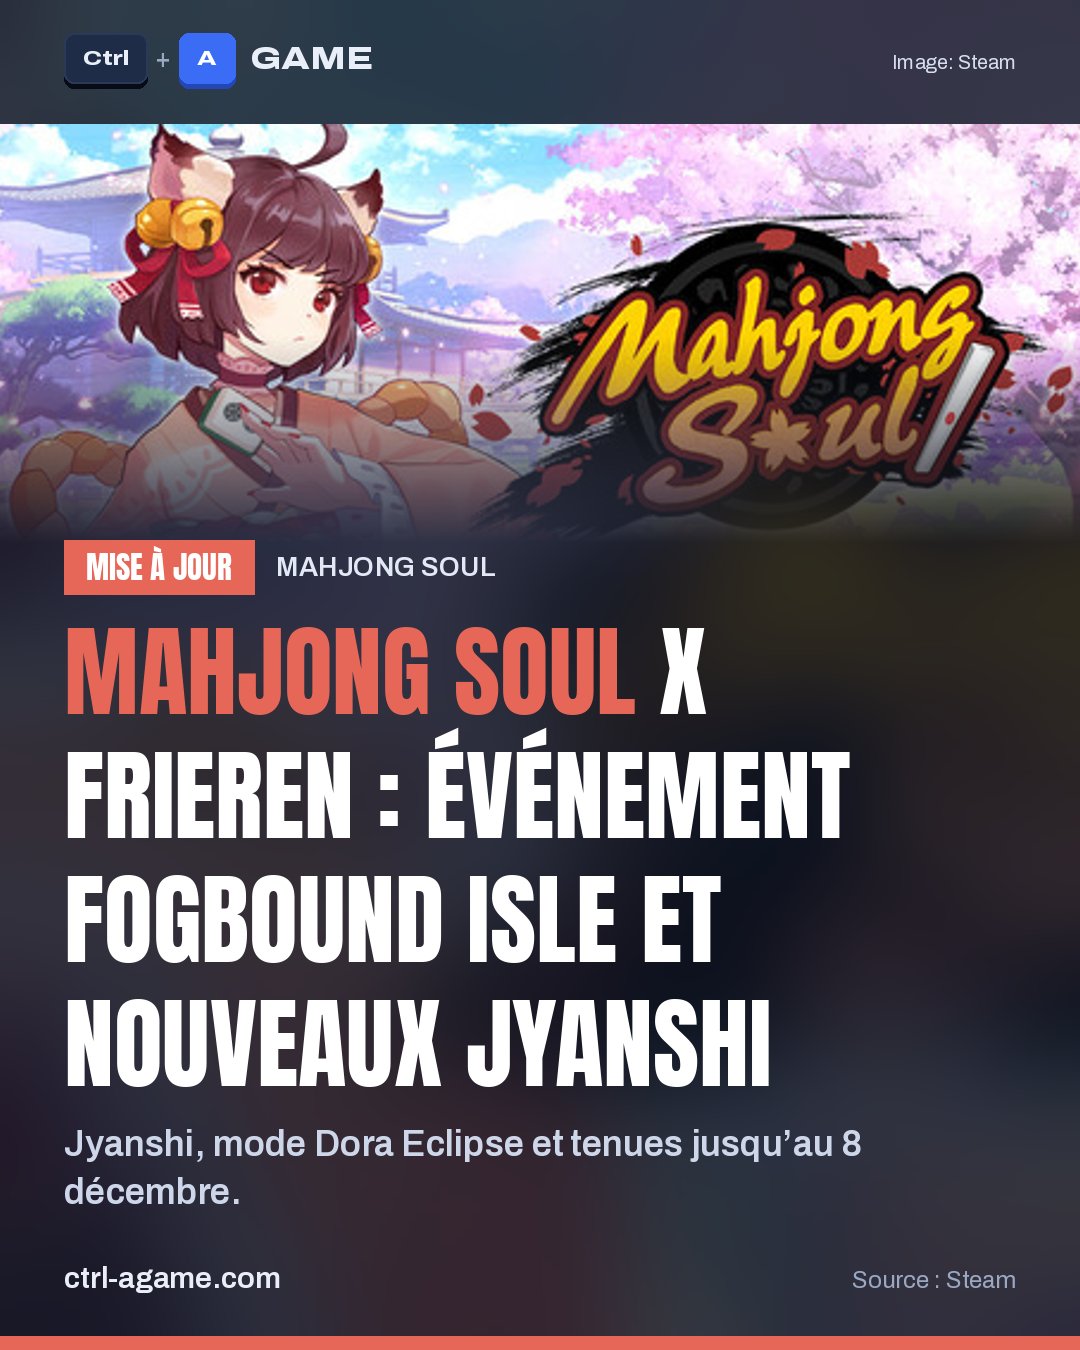 Ctrl + A GAME
Image: Steam
Mahjong
Soul
MISE À JOUR
MAHJONG SOUL
MAHJONG SOUL X
FRIEREN : ÉVÉNEMENT
FOGBOUND ISLE ET
NOUVEAUX JYANSHI
Jyanshi, mode Dora Eclipse et tenues jusqu’au 8
décembre.
ctrl-agame.com
Source : Steam